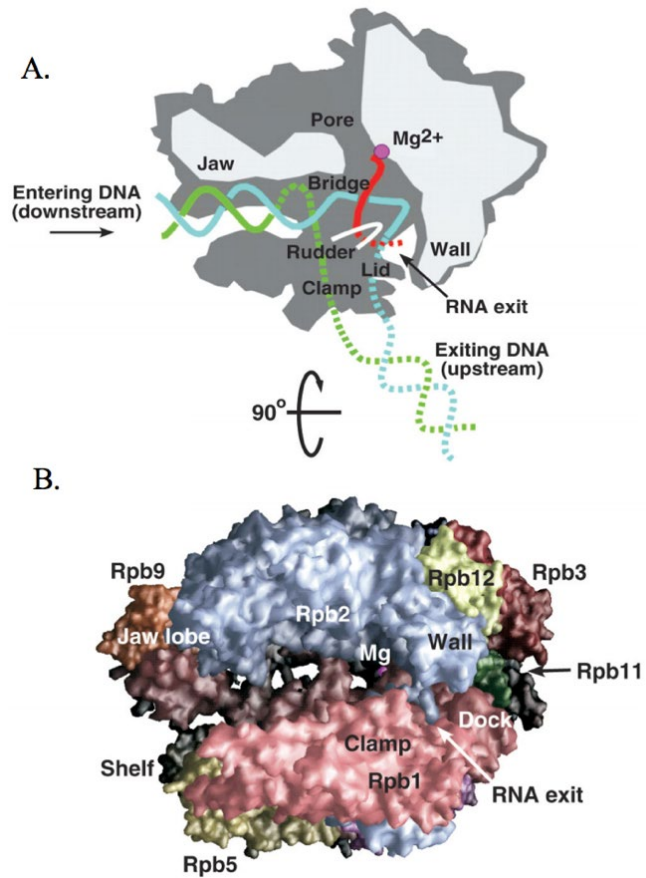 A.
Pore
Mg2+
Jaw
Entering DNA
(downstream)
Bridge
Rudder
Wall
Lid
Clamp
RNA exit
Exiting DNA
(upstream)
90o
B.
Rpb9
Rpb12
Rpb3
Rpb2
Jaw lobe
Wall
Mg
Rpb11
Dock
Clamp
Shelf
Rpb1
RNA exit
Rpb5